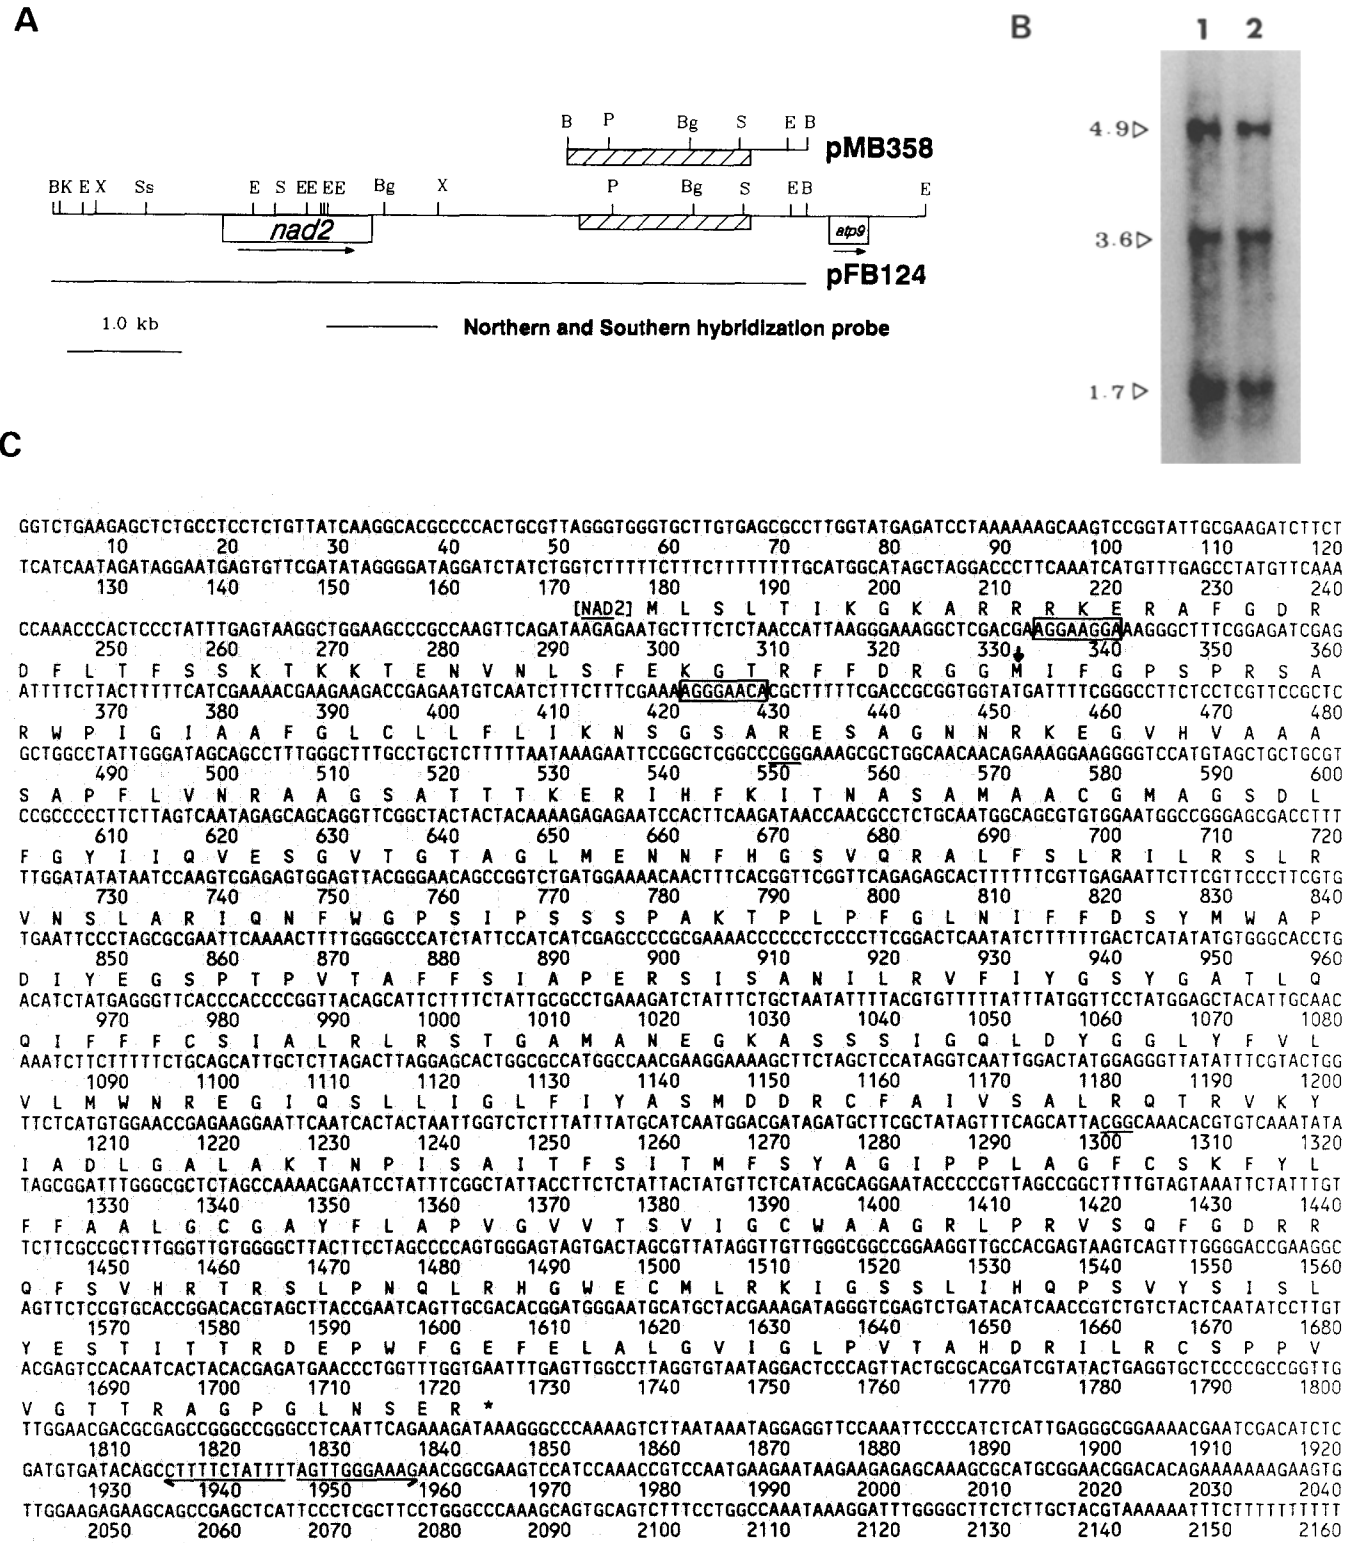 A
B 1 2
B P Bg S E B
pMB358
BK E X Ss E S EE EE Bg X P Bg S EB E
nad2
atp9
pFB124
1.0 kb
Northern and Southern hybridization probe
4.9
3.6
1.7
C
GGTCTGAAGAGCTCTGCCTCCTCTGTTATCAAGGCACGCCCCACTGCGTTAGGGTGGGTGCTTGTGAGCGCCTTGGTATGAGATCCTAAAAAAGCAAGTCCGGTATTGCGAAGATCTTCT
10 20 30 40 50 60 70 80 90 100 110 120
TCATCAATAGATAGGAATGAGTGTTCGATATAGGGGATAGGATCTATCTGGTCTTTTTCTTTCTTTTTTTTTGCATGGCATAGCTAGGACCCTTCAAATCATGTTTGAGCCTATGTTCAAA
130 140 150 160 170 180 190 200 210 220 230 240
[NAD2] M L S L T I K G K A R R R K E R A F G D R
CCAAACCCACTCCCTATTTGAGTAAGGCTGGAAGCCCGCCAAGTTCAGATAAGAGAATGCTTTCTCTAACCATTAAGGGAAAGGCTCGACGAAGGAAGGAAAGGGCTTTCGGAGATCGAG
250 260 270 280 290 300 310 320 330 340 350 360
D F L T F S S K T K K T E N V N L S F E K G T R F F D R G G M I F G P S P R S A
ATTTTCTTACTTTTTCATCGAAAACGAAGAAGACCGAGAATGTCAATCTTTCTTTCGAAAAGGGAACACGCTTTTTCGACCGCGGTGGTATGATTTTCGGGCCTTCTCCTCGTTCCGCTC
370 380 390 400 410 420 430 440 450 460 470 480
R W P I G I A A F G L C L L F L I K N S G S A R E S A G N N R K E G V H V A A A
GCTGGCCTATTGGGATAGCAGCCTTTGGGCTTTGCCTGCTCTTTTTAATAAAGAATTCCGGCTCGGCCCGGGAAAGCGCTGGCAACAACAGAAAGGAAGGGGTCCATGTAGCTGCTGCGT
490 500 510 520 530 540 550 560 570 580 590 600
S A P F L V N R A A G S A T T T K E R I H F K I T N A S A M A A C G M A G S D L
CCGCCCCCTTCTTAGTCAATAGAGCAGCAGGTTCGGCTACTACTACAAAAGAGAGAATCCACTTCAAGATAACCAACGCCTCTGCAATGGCAGCGTGTGGAATGGCCGGGAGCGACCTTT
610 620 630 640 650 660 670 680 690 700 710 720
F G Y I I Q V E S G V T G T A G L M E N N F H G S V Q R A L F S L R I L R S L R
TTGGATATATAATCCAAGTCGAGAGTGGAGTTACGGGAACAGCCGGTCTGATGGAAAACAACTTTCACGGTTCGGTTCAGAGAGCACTTTTTTCGTTGAGAATTCTTCGTTCCCTTCGTG
730 740 750 760 770 780 790 800 810 820 830 840
V N S L A R I Q N F W G P S I P S S S P A K T P L P F G L N I F F D S Y M W A P
TGAATTCCCTAGCGCGAATTCAAAACTTTTGGGGCCCATCTATTCCATCATCGAGCCCCGCGAAAACCCCCCTCCCCTTCGGACTCAATATCTTTTTTGACTCATATATGTGGGCACCTG
850 860 870 880 890 900 910 920 930 940 950 960
D I Y E G S P T P V T A F F S I A P E R S I S A N I L R V F I Y G S Y G A T L Q
ACATCTATGAGGGTTCACCCACCCCGGTTACAGCATTCTTTTCTATTGCGCCTGAAAGATCTATTTCTGCTAATATTTTACGTGTTTTTATTTATGGTTCCTATGGAGCTACATTGCAAC
970 980 990 1000 1010 1020 1030 1040 1050 1060 1070 1080
Q I F F F C S I A L R L R S T G A M A N E G K A S S S I G Q L D Y G G L Y F V L
AAATCTTCTTTTTCTGCAGCATTGCTCTTAGACTTAGGAGCACTGGCGCCATGGCCAACGAAGGAAAAGCTTCTAGCTCCATAGGTCAATTGGACTATGGAGGGTTATATTTCGTACTGG
1090 1100 1110 1120 1130 1140 1150 1160 1170 1180 1190 1200
V L M W N R E G I Q S L L I G L F I Y A S M D D R C F A I V S A L R Q T R V K Y
TTCTCATGTGGAACCGAGAAGGAATTCAATCACTACTAATTGGTCTCTTTATTTATGCATCAATGGACGATAGATGCTTCGCTATAGTTTCAGCATTACGGCAAACACGTGTCAAATATA
1210 1220 1230 1240 1250 1260 1270 1280 1290 1300 1310 1320
I A D L G A L A K T N P I S A I T F S I T M F S Y A G I P P L A G F C S K F Y L
TAGCGGATTTGGGCGCTCTAGCCAAAACGAATCCTATTTCGGCTATTACCTTCTCTATTACTATGTTCTCATACGCAGGAATACCCCCGTTAGCCGGCTTTTGTAGTAAATTCTATTTGT
1330 1340 1350 1360 1370 1380 1390 1400 1410 1420 1430 1440
F F A A L G C G A Y F L A P V G V V T S V I G C W A A G R L P R V S Q F G D R R
TCTTCGCCGCTTTGGGTTGTGGGGCTTACTTCCTAGCCCCAGTGGGAGTAGTGACTAGCGTTATAGGTTGTTGGGCGGCCGGAAGGTTGCCACGAGTAAGTCAGTTTGGGGACCGAAGGC
1450 1460 1470 1480 1490 1500 1510 1520 1530 1540 1550 1560
Q F S V H R T R S L P N Q L R H G W E C M L R K I G S S L I H Q P S V Y S I S L
AGTTCTCCGTGCACCGGACACGTAGCTTACCGAATCAGTTGCGACACGGATGGGAATGCATGCTACGAAAGATAGGGTCGAGTCTGATACATCAACCGTCTGTCTACTCAATATCCTTGT
1570 1580 1590 1600 1610 1620 1630 1640 1650 1660 1670 1680
Y E S T I T T R D E P W F G E F E L A L G V I G L P V T A H D R I L R C S P P V
ACGAGTCCACAATCACTACACGAGATGAACCCTGGTTTGGTGAATTTGAGTTGGCCTTAGGTGTAATAGGACTCCCAGTTACTGCGCACGATCGTATACTGAGGTGCTCCCCGCCGGTTG
1690 1700 1710 1720 1730 1740 1750 1760 1770 1780 1790 1800
V G T T R A G P G L N S E R *
TTGGAACGACGCGAGCCGGGCCGGGCCTCAATTCAGAAAGATAAAGGGCCCAAAAGTCTTAATAAATAGGAGGTTCCAAATTCCCCATCTCATTGAGGGCGGAAAACGAATCGACATCTC
1810 1820 1830 1840 1850 1860 1870 1880 1890 1900 1910 1920
GATGTGATACAGCCTTTTCTATTTTAGTTGGGAAAGAACGGCGAAGTCCATCCAAACCGTCCAATGAAGAATAAGAAGAGAGCAAAGCGCATGCGGAACGGACACAGAAAAAAAGAAGTG
1930 1940 1950 1960 1970 1980 1990 2000 2010 2020 2030 2040
TTGGAAGAGAAGCAGCCGAGCTCATTCCCTCGCTTCCTGGGCCCAAAGCAGTGCAGTCTTTCCTGGCCAAATAAAGGATTTGGGGCTTCTCTTGCTACGTAAAAAATTTCTTTTTTTTTT
2050 2060 2070 2080 2090 2100 2110 2120 2130 2140 2150 2160